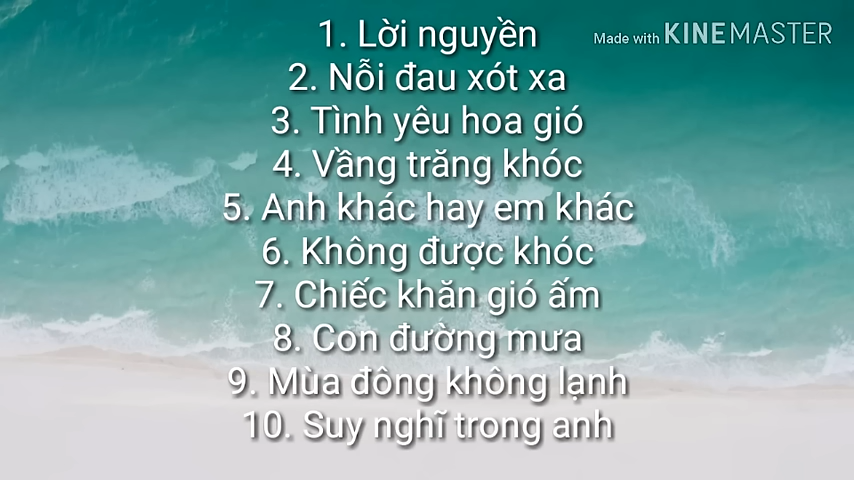 1. Lời nguyền
Made with KINEMASTER
2. Nỗi đau xót xa
3. Tình yêu hoa gió
4. Vầng trăng khóc
5. Anh khác hay em khác
6. Không được khóc
7. Chiếc khăn gió ấm
8. Con đường mưa
9. Mùa đông không lạnh
10. Suy nghĩ trong anh